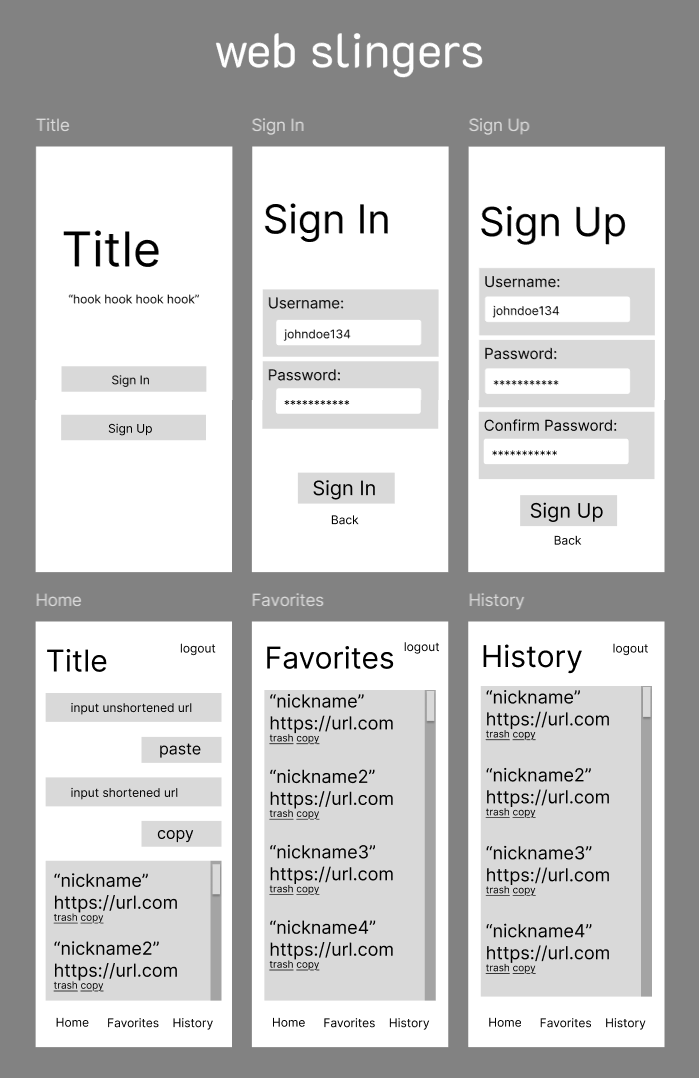 web slingers
Title
Sign In
Sign Up
Title
“hook hook hook hook”
Sign In
Sign Up
Sign In
Username:
johndoe134
Password:
***********
Sign In
Back
Sign Up
Username:
johndoe134
Password:
***********
Confirm Password:
***********
Sign Up
Back
Home
Favorites
History
Title
logout
input unshortened url
paste
input shortened url
copy
“nickname”
https://url.com
trash copy
“nickname2”
https://url.com
trash copy
Home Favorites History
Favorites
logout
“nickname”
https://url.com
trash copy
“nickname2”
https://url.com
trash copy
“nickname3”
https://url.com
trash copy
“nickname4”
https://url.com
trash copy
Home Favorites History
History
logout
“nickname”
https://url.com
trash copy
“nickname2”
https://url.com
trash copy
“nickname3”
https://url.com
trash copy
“nickname4”
https://url.com
trash copy
Home Favorites History